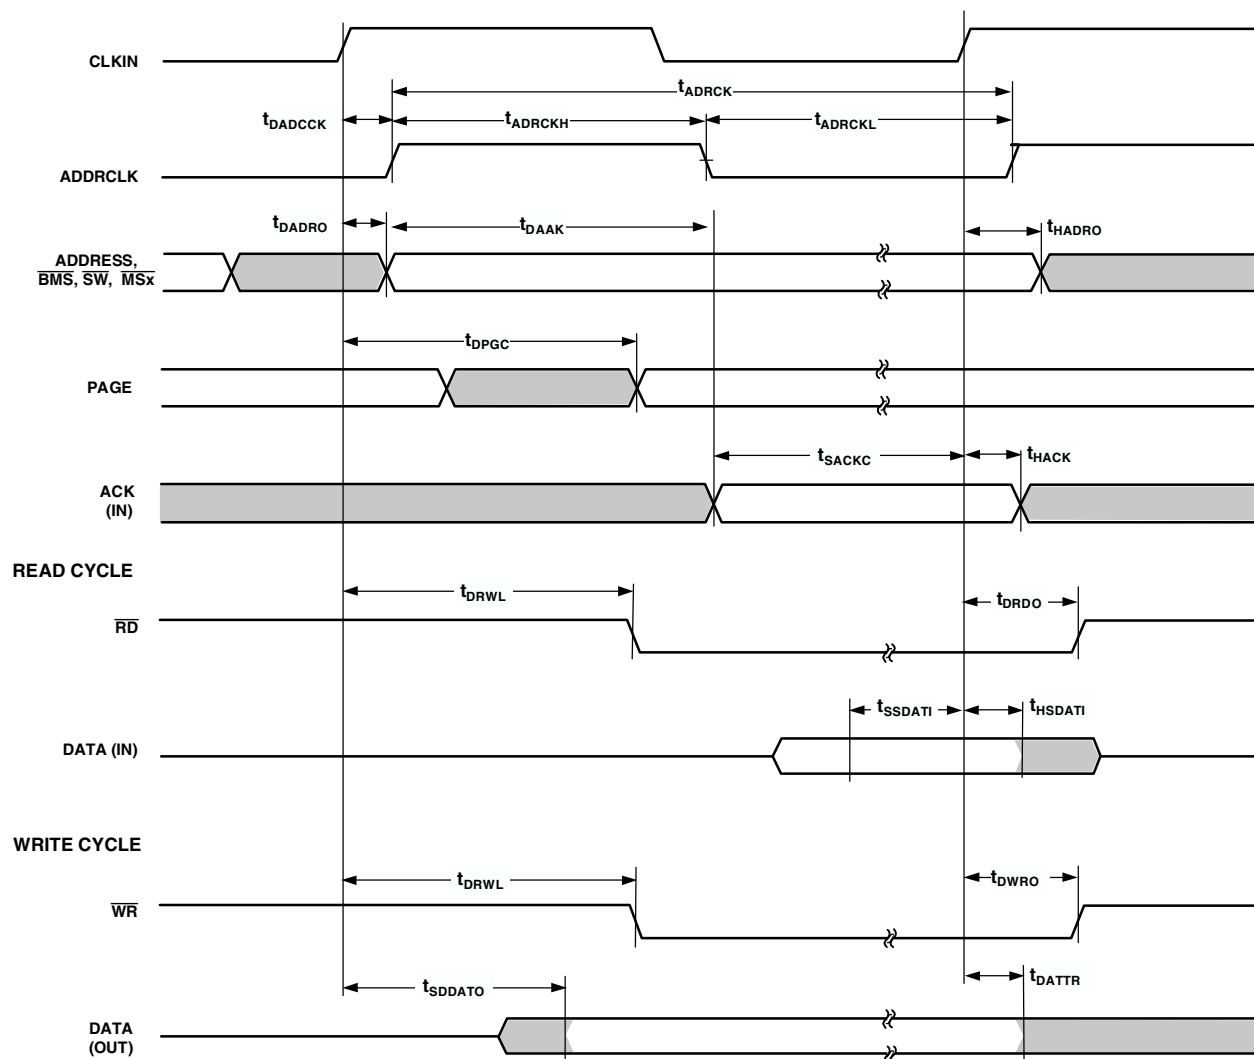 CLKIN
tADRCK
tDADCCK
tADRCKH
tADRCKL
ADDRCLK
tDADRO
tDAAK
tHADRO
ADDRESS,
BMS, SW, MSx
tDPGC
PAGE
tSACKC
tHACK
ACK
(IN)
READ CYCLE
tDRWL
tDRDO
RD
tSSDATI
tHSDATI
DATA (IN)
WRITE CYCLE
tDRWL
tDWRO
WR
tSDDATO
tDATTR
DATA
(OUT)